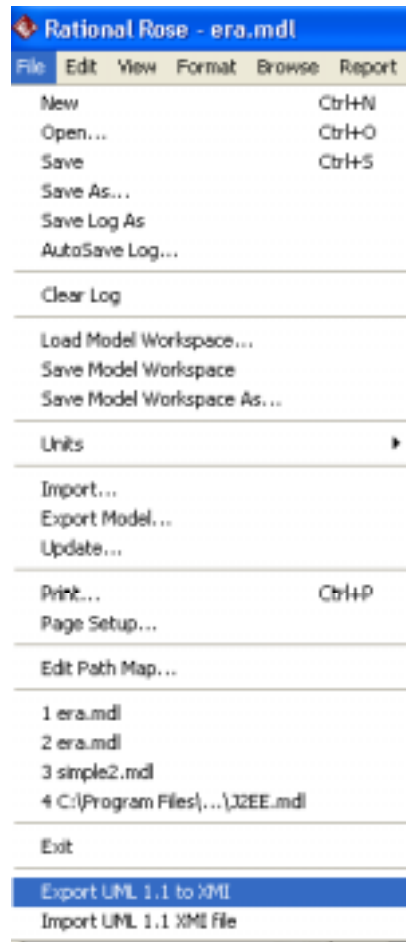 Rational Rose - era.mdl
File Edit View Format Browse Report
New Ctrl+N
Open... Ctrl+O
Save Ctrl+S
Save As...
Save Log As
AutoSave Log...
Clear Log
Load Model Workspace...
Save Model Workspace
Save Model Workspace As...
Units
Import...
Export Model...
Update...
Print... Ctrl+P
Page Setup...
Edit Path Map...
1 era.mdl
2 era.mdl
3 simple2.mdl
4 C:\Program Files\...\J2EE.mdl
Exit
Export UML 1.1 to XMI
Import UML 1.1 XMI file